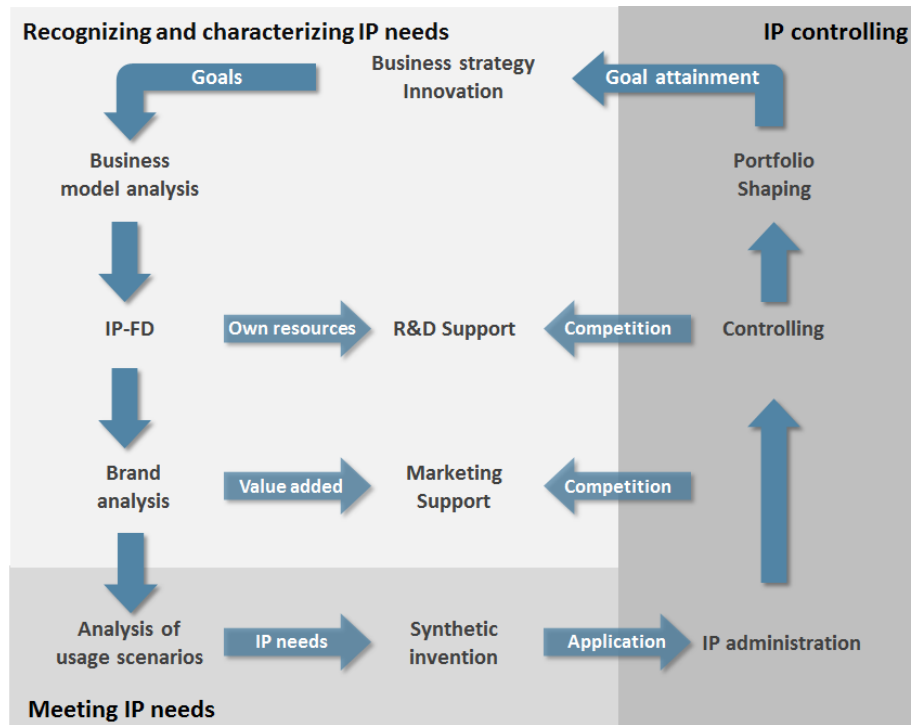 Recognizing and characterizing IP needs
IP controlling
Goals
Business strategy
Innovation
Goal attainment
Business
model analysis
Portfolio
Shaping
IP-FD
Own resources
R&D Support
Competition
Controlling
Brand
analysis
Value added
Marketing
Support
Competition
Analysis of
usage scenarios
IP needs
Synthetic
invention
Application
IP administration
Meeting IP needs